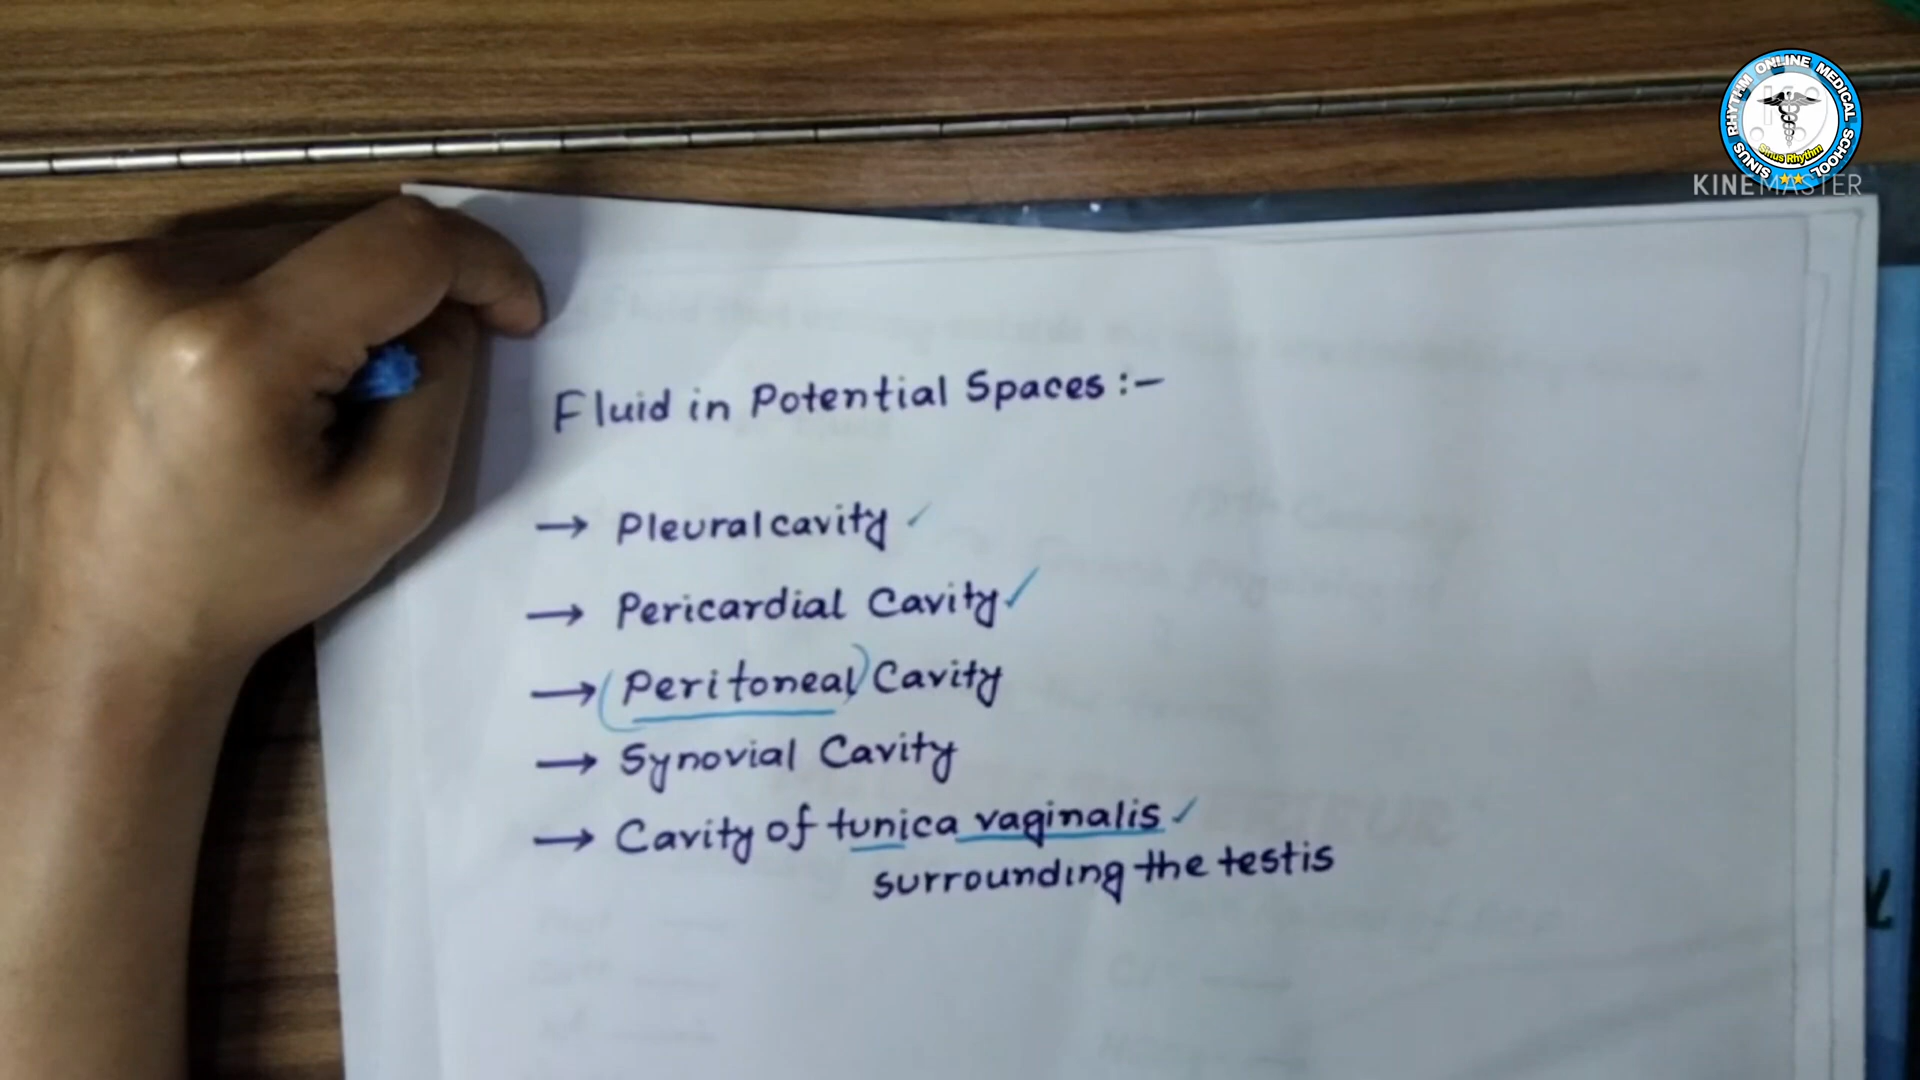 SINUS RHYTHM ONLINE MEDICAL SCHOOL
Sinus Rhythm
KINEMASTER
Fluid in Potential Spaces :-
→ Pleural cavity ✓
→ Pericardial Cavity ✓
→ (Peritoneal) Cavity
→ Synovial Cavity
→ Cavity of tunica vaginalis ✓
surrounding the testis